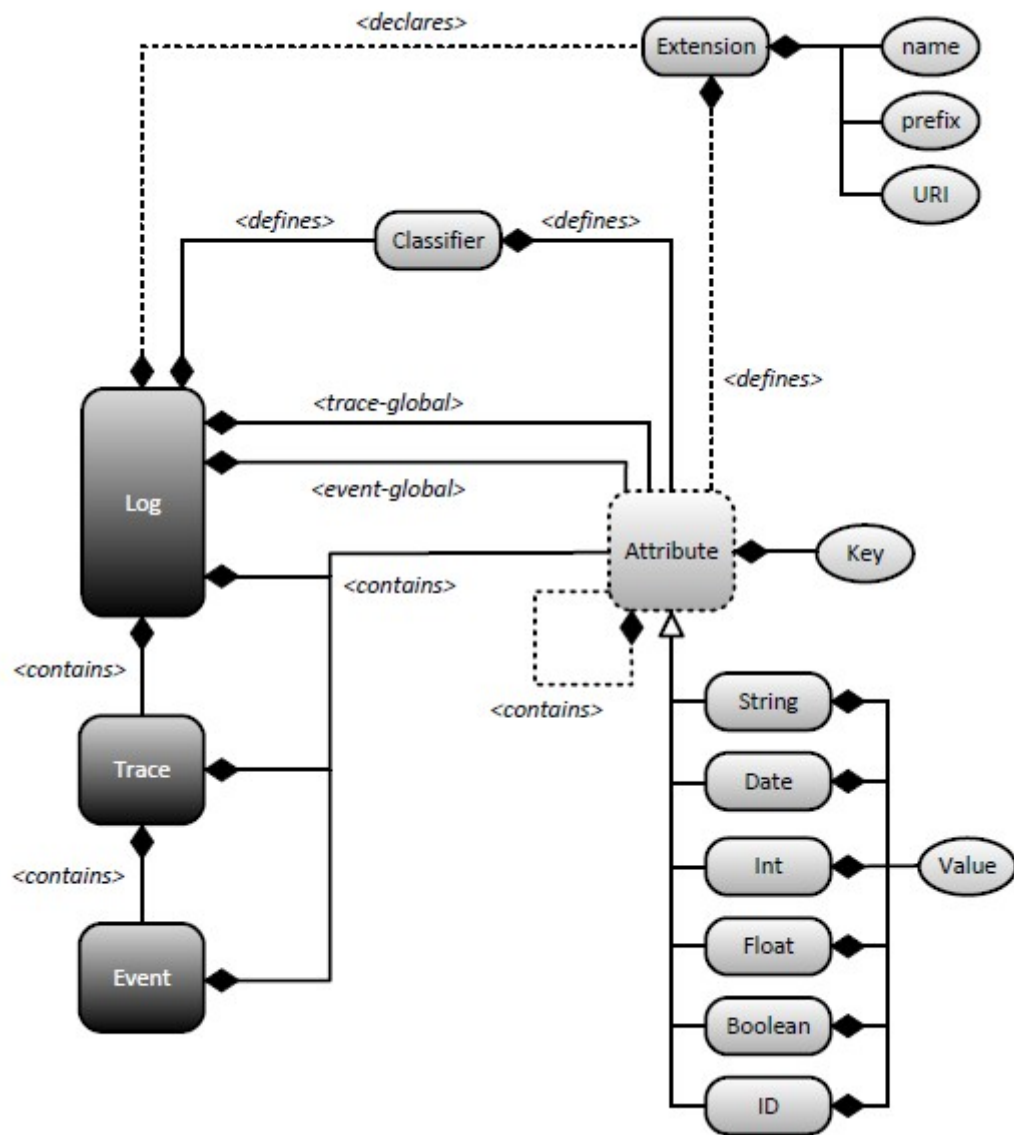 <declares>
Extension
name
prefix
URI
<defines>
Classifier
<defines>
<defines>
<trace-global>
<event-global>
Log
Attribute
Key
<contains>
<contains>
<contains>
String
Trace
Date
Int
Value
<contains>
Float
Event
Boolean
ID